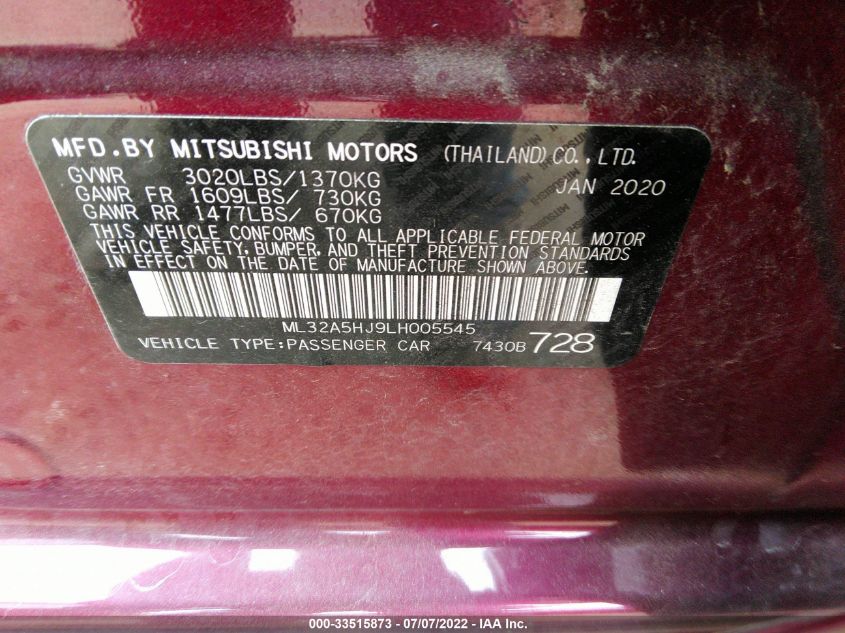 MFD.BY MITSUBISHI MOTORS (THAILAND)CO., LTD.
GVWR 3020LBS/1370KG JAN 2020
GAWR FR 1609LBS/ 730KG
GAWR RR 1477LBS/ 670KG
THIS VEHICLE CONFORMS TO ALL APPLICABLE FEDERAL MOTOR
VEHICLE SAFETY, BUMPER, AND THEFT PREVENTION STANDARDS
IN EFFECT ON THE DATE OF MANUFACTURE SHOWN ABOVE.
ML32A5HJ9LH005545
VEHICLE TYPE:PASSENGER CAR 7430B 728
000-33515873 - 07/07/2022 - IAA Inc.